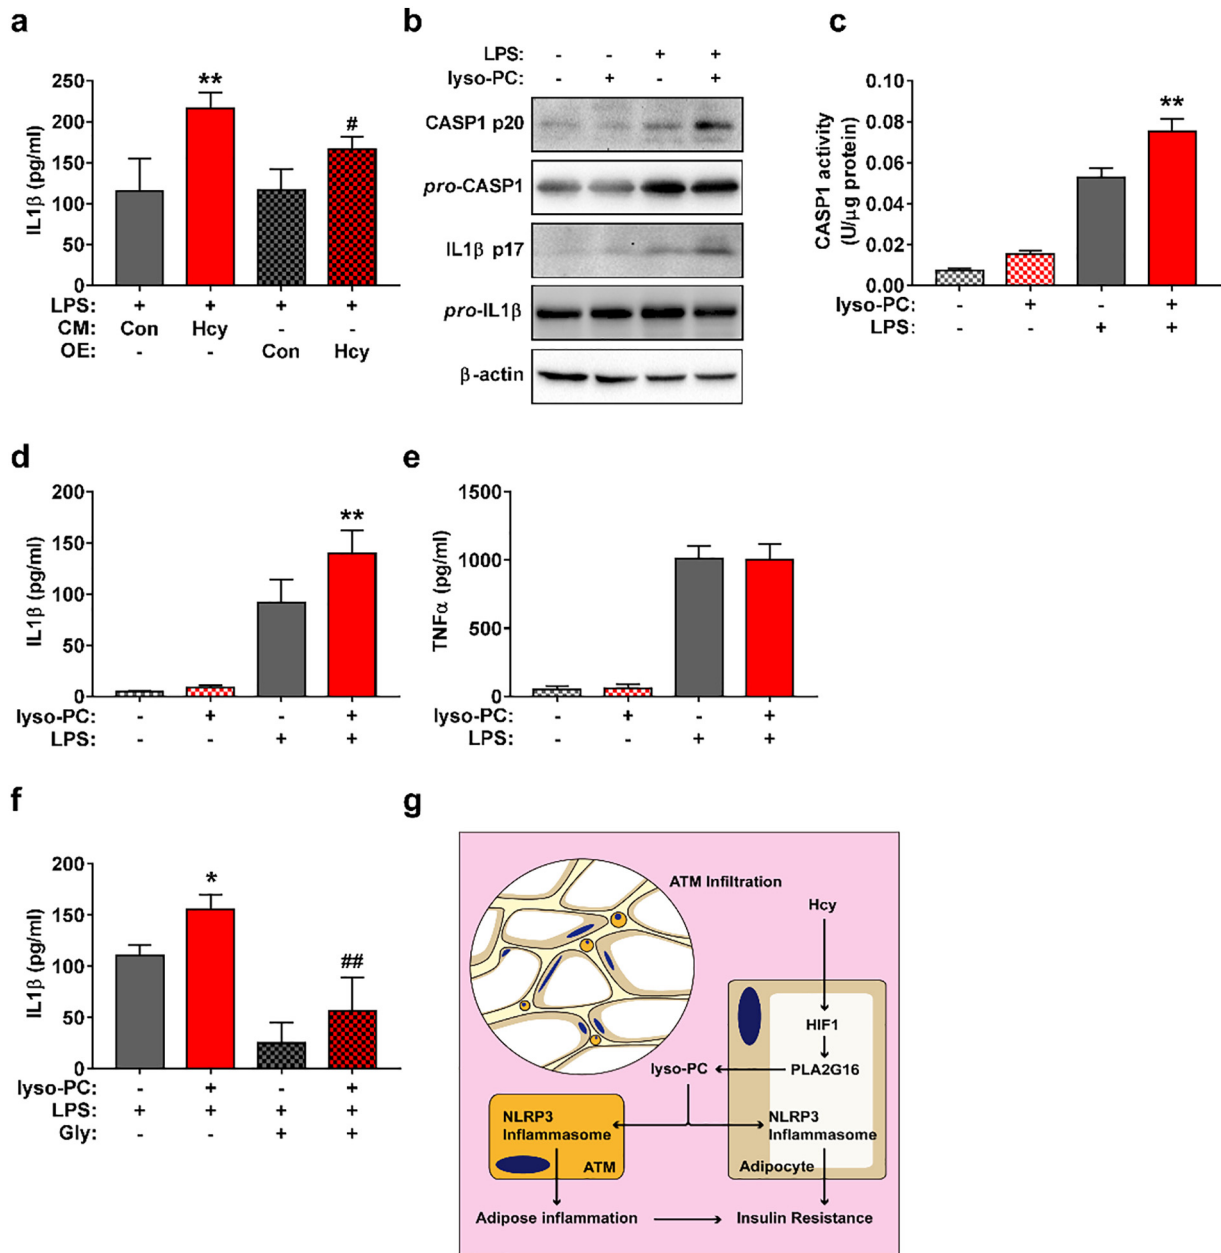 a
IL1β (pg/ml)
250
200
150
100
50
0
**
#
LPS: + + + +
CM: Con Hcy - -
OE: - - Con Hcy
b
LPS: - - + +
lyso-PC: - + - +
CASP1 p20
pro-CASP1
IL1β p17
pro-IL1β
β-actin
c
CASP1 activity
(U/μg protein)
0.10
0.08
0.06
0.04
0.02
0.00
**
lyso-PC: - + - +
LPS: - - + +
d
IL1β (pg/ml)
200
150
100
50
0
**
lyso-PC: - + - +
LPS: - - + +
e
TNFα (pg/ml)
1500
1000
500
0
lyso-PC: - + - +
LPS: - - + +
f
IL1β (pg/ml)
200
150
100
50
0
*
##
lyso-PC: - + - +
LPS: + + + +
Gly: - - + +
g
ATM Infiltration
Hcy
HIF1
lyso-PC
PLA2G16
NLRP3
Inflammasome
ATM
NLRP3
Inflammasome
Adipocyte
Adipose inflammation
Insulin Resistance